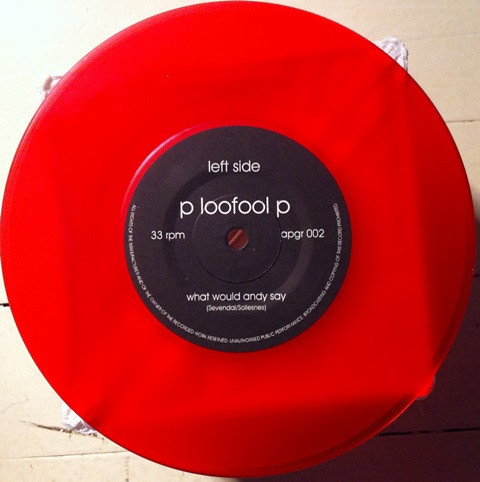 left side
p loofool p
33 rpm
apgr 002
what would andy say
(Sevendal/Sollesnes)
ALL RIGHTS OF THE MANUFACTURER AND OF THE OWNER OF THE RECORDED WORK RESERVED. UNAUTHORISED PUBLIC PERFORMANCE, BROADCASTING AND COPYING OF THIS RECORD PROHIBITED.